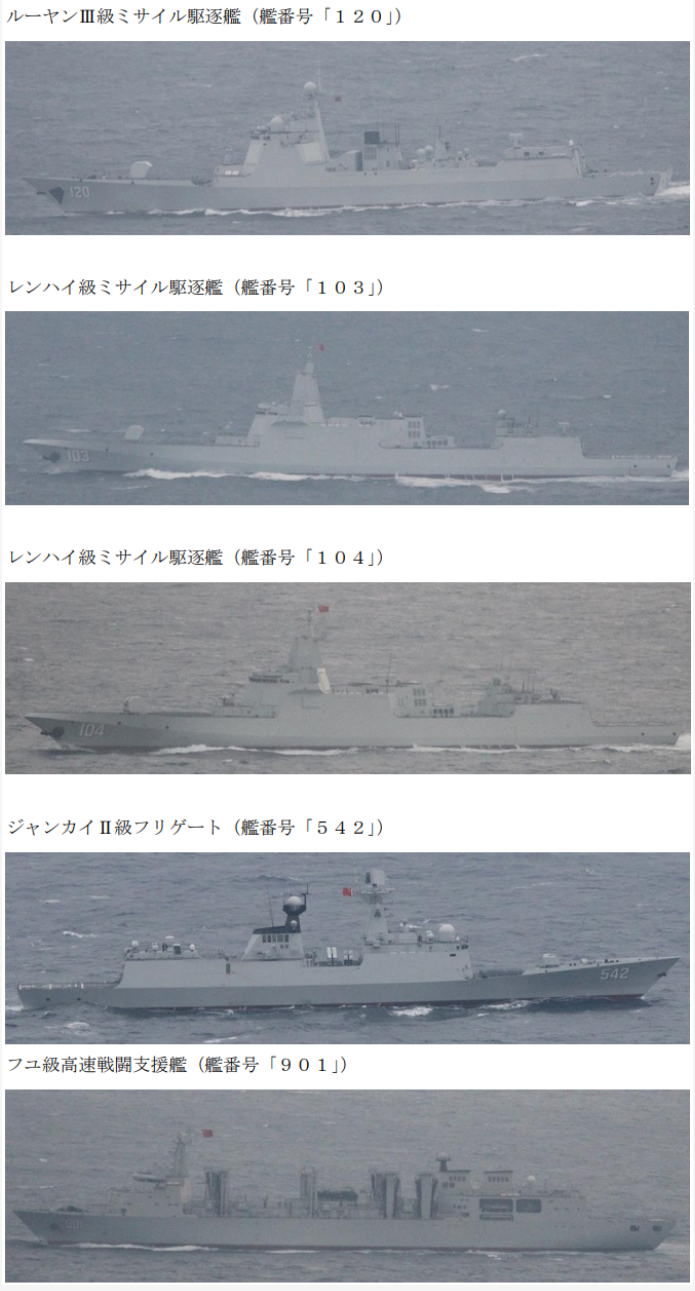 ルーヤンⅢ級ミサイル駆逐艦（艦番号「１２０」）
120
レンハイ級ミサイル駆逐艦（艦番号「１０３」）
103
レンハイ級ミサイル駆逐艦（艦番号「１０４」）
104
ジャンカイⅡ級フリゲート（艦番号「５４２」）
542
フユ級高速戦闘支援艦（艦番号「９０１」）
901